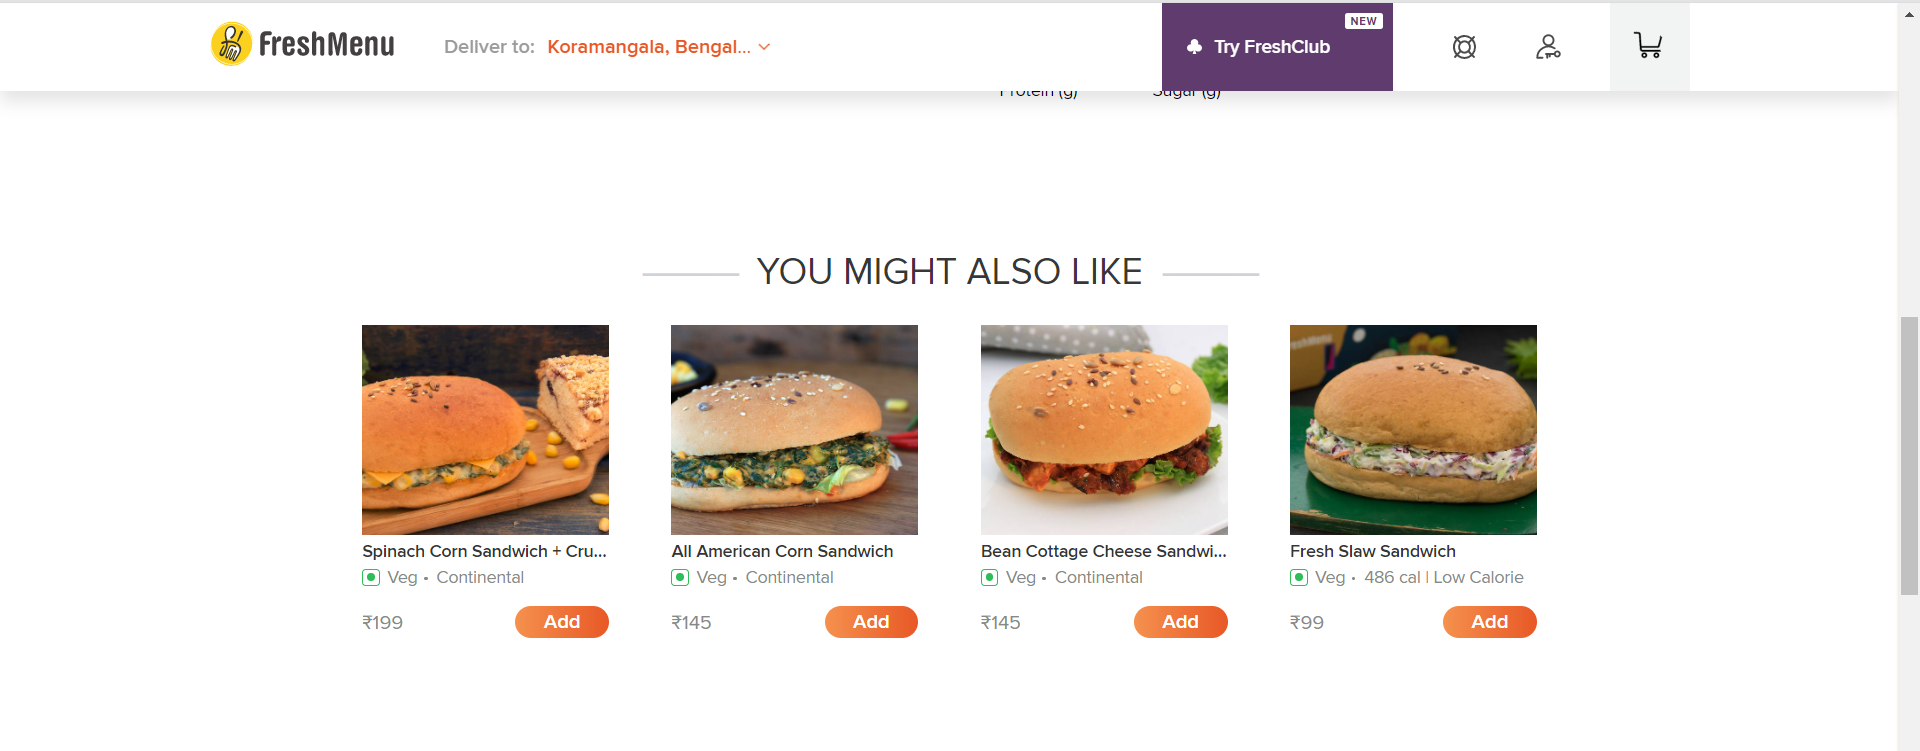 FreshMenu
Deliver to: Koramangala, Bengal...
NEW
Try FreshClub
Protein (g) Sugar (g)
YOU MIGHT ALSO LIKE
Spinach Corn Sandwich + Cru...
Veg • Continental
₹199 Add
All American Corn Sandwich
Veg • Continental
₹145 Add
Bean Cottage Cheese Sandwi...
Veg • Continental
₹145 Add
Fresh Slaw Sandwich
Veg • 486 cal | Low Calorie
₹99 Add